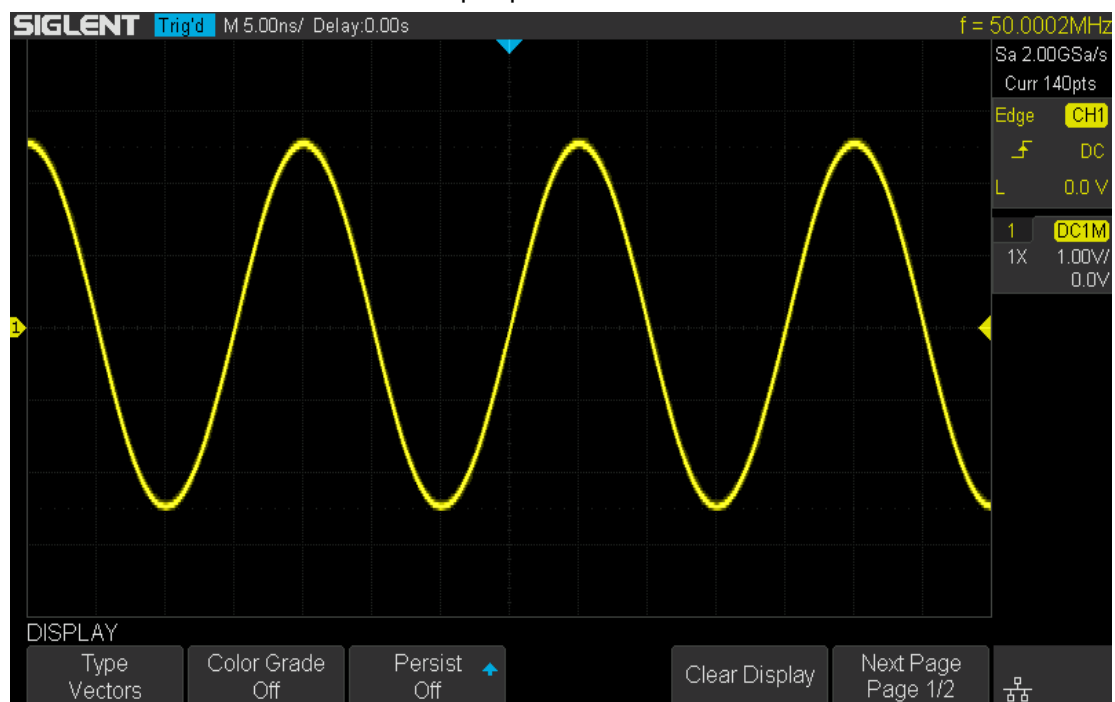 SIGLENT Trig'd M 5.00ns/ Delay:0.00s f = 50.0002MHz
Sa 2.00GSa/s
Curr 140pts
Edge CH1
DC
L 0.0 V
1 DC1M
1X 1.00V/
0.0V
1
DISPLAY
Type Color Grade Persist Clear Display Next Page
Vectors Off Off Page 1/2